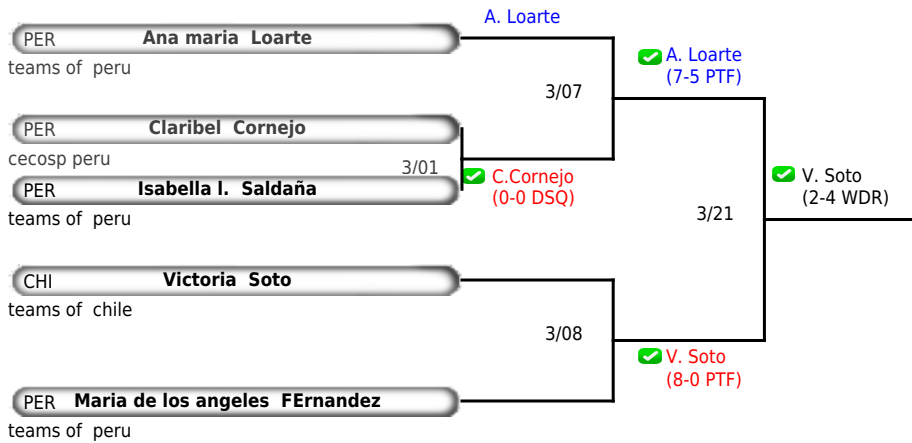 A. Loarte
PER Ana maria Loarte
teams of peru
A. Loarte
(7-5 PTF)
3/07
PER Claribel Cornejo
cecosp peru
3/01
C.Cornejo
(0-0 DSQ)
PER Isabella l. Saldaña
teams of peru
V. Soto
(2-4 WDR)
3/21
CHI Victoria Soto
teams of chile
3/08
V. Soto
(8-0 PTF)
PER Maria de los angeles FErnandez
teams of peru